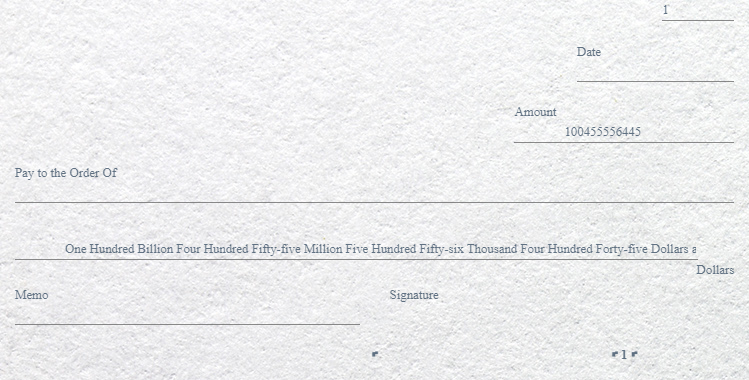 1
Date
Amount
100455556445
Pay to the Order Of
One Hundred Billion Four Hundred Fifty-five Million Five Hundred Fifty-six Thousand Four Hundred Forty-five Dollars a
Dollars
Memo Signature
⑈ ⑈1⑈